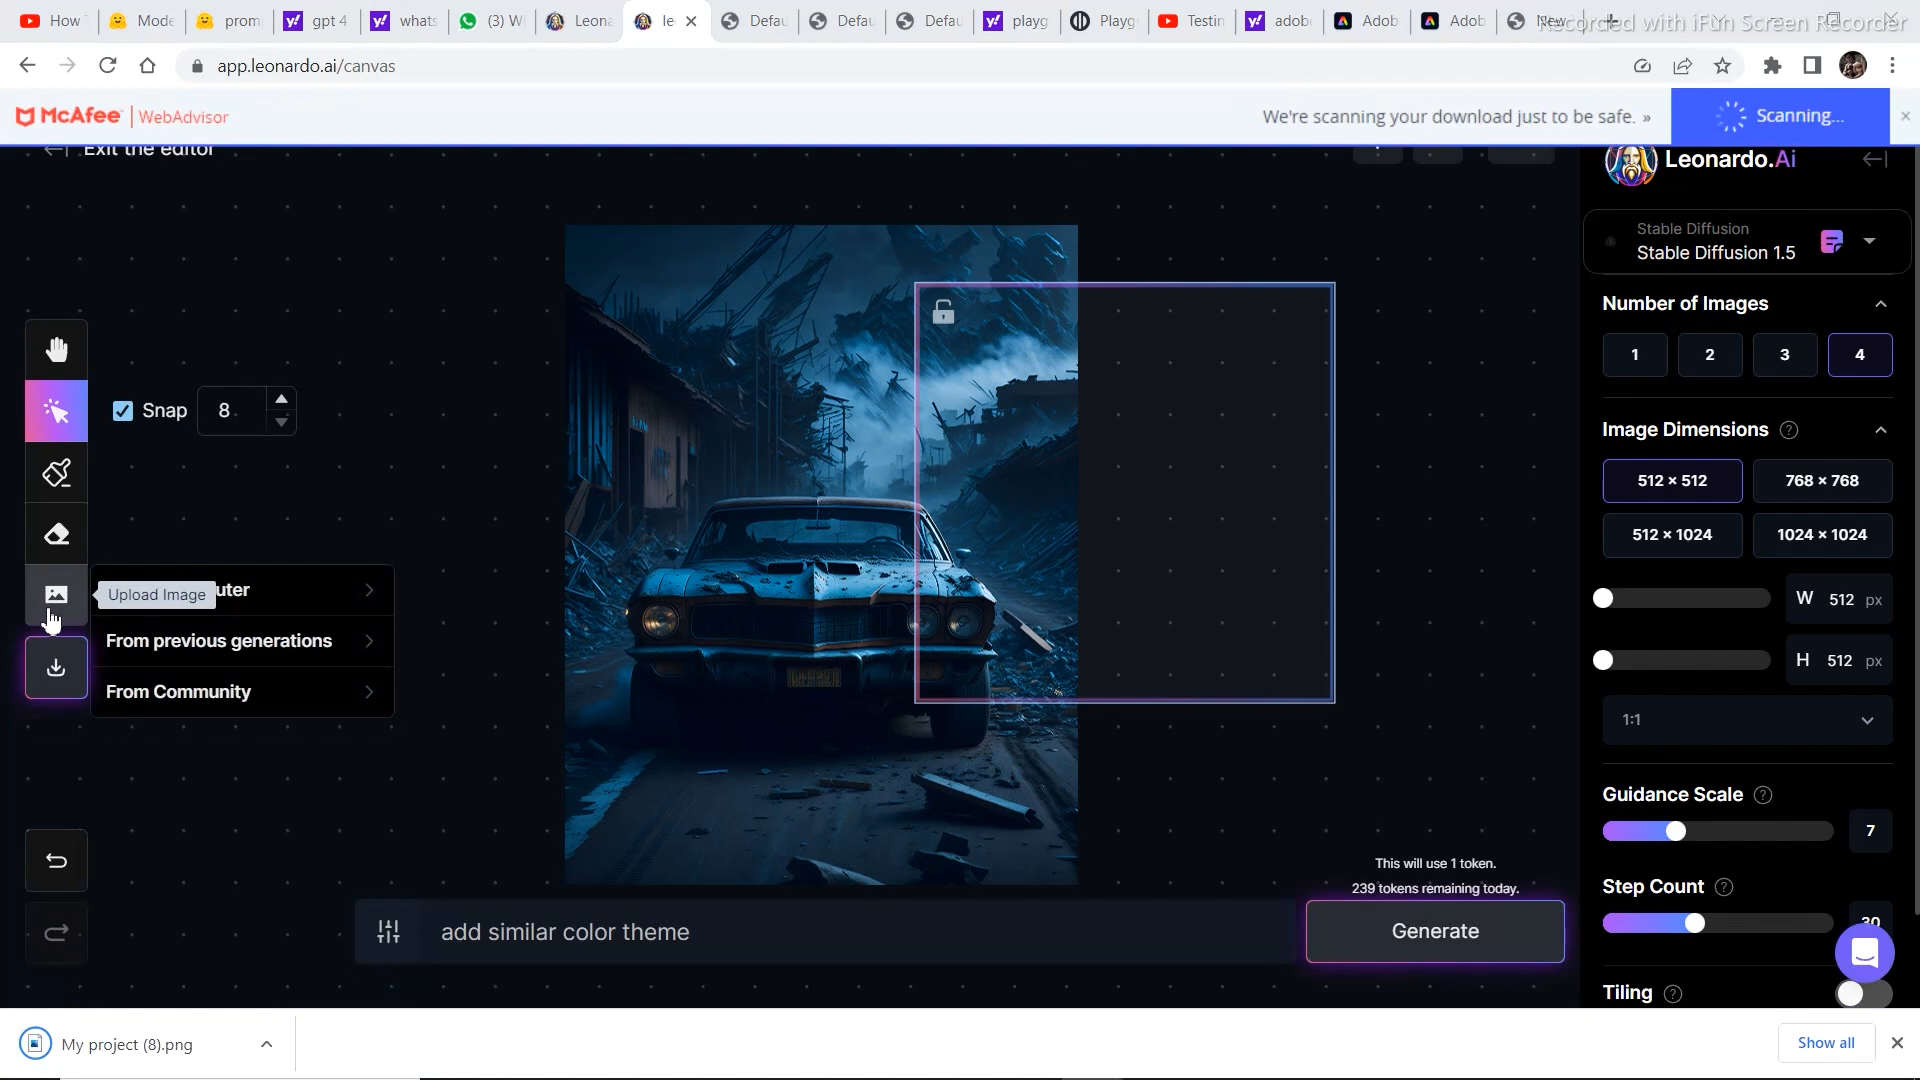 How
Mode
prom
gpt 4
whats
(3) W
Leona
le
Defau
Defau
Defau
playg
Playg
Testin
adob
Adob
Adob
New
Recorded with iFun Screen Recorder
app.leonardo.ai/canvas
McAfee | WebAdvisor
We're scanning your download just to be safe. »
Scanning...
Exit the editor
Leonardo.Ai
Stable Diffusion
Stable Diffusion 1.5
Number of Images
1
2
3
4
Snap
8
Image Dimensions
512 × 512
768 × 768
512 × 1024
1024 × 1024
Upload Image
uter
W 512 px
From previous generations
H 512 px
From Community
1:1
Guidance Scale
7
This will use 1 token.
239 tokens remaining today.
Step Count
30
add similar color theme
Generate
Tiling
My project (8).png
Show all